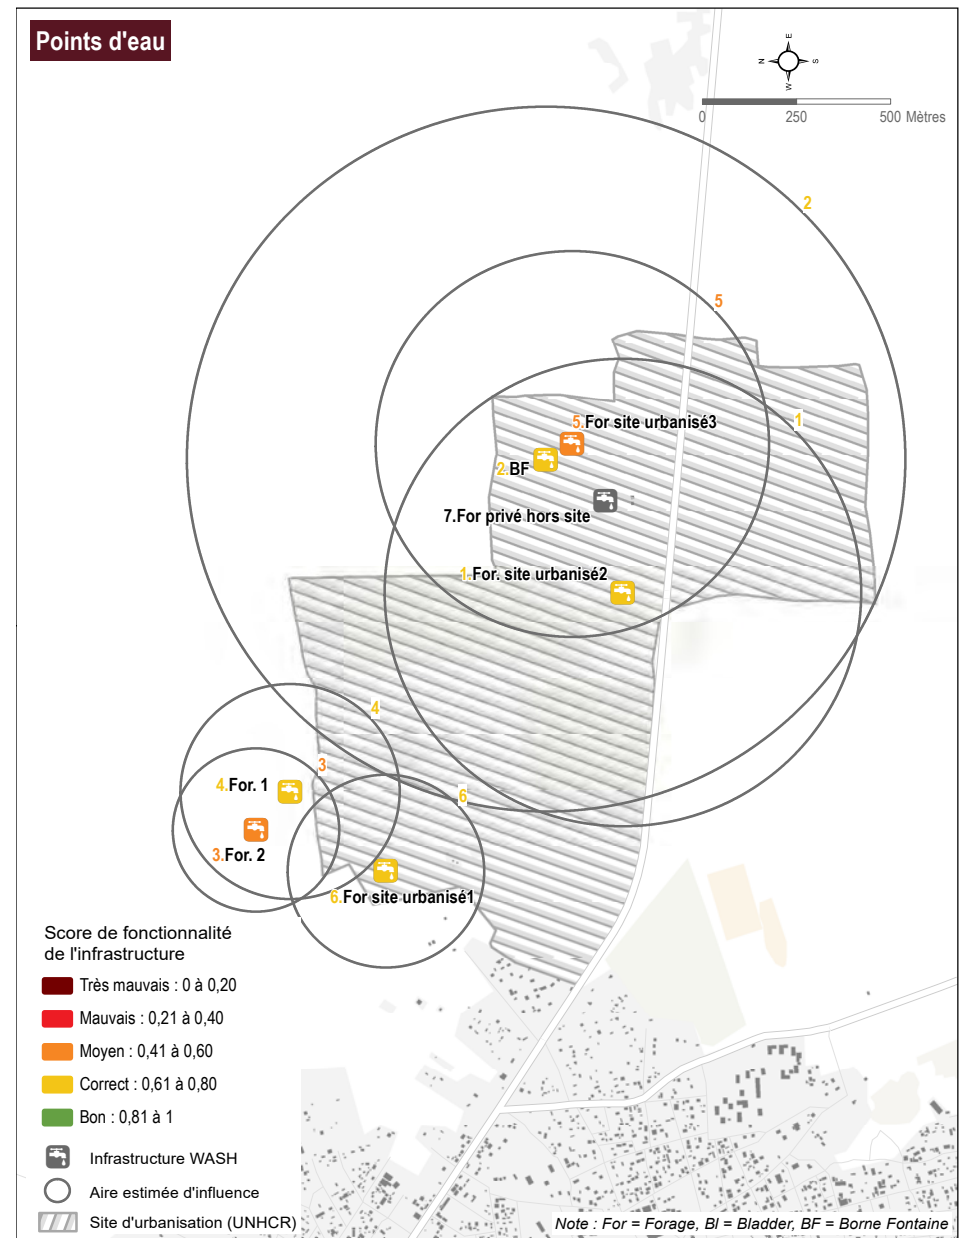 Points d'eau
E
N
S
W
0 250 500 Mètres
2
5
1
5.For site urbanisé3
2.BF
7.For privé hors site
1 For. site urbanisé2
4
3
4.For. 1
6
3.For. 2
6.For site urbanisé1
Score de fonctionnalité
de l'infrastructure
Très mauvais : 0 à 0,20
Mauvais : 0,21 à 0,40
Moyen : 0,41 à 0,60
Correct : 0,61 à 0,80
Bon : 0,81 à 1
Infrastructure WASH
Aire estimée d'influence
Site d'urbanisation (UNHCR)
Note : For = Forage, Bl = Bladder, BF = Borne Fontaine